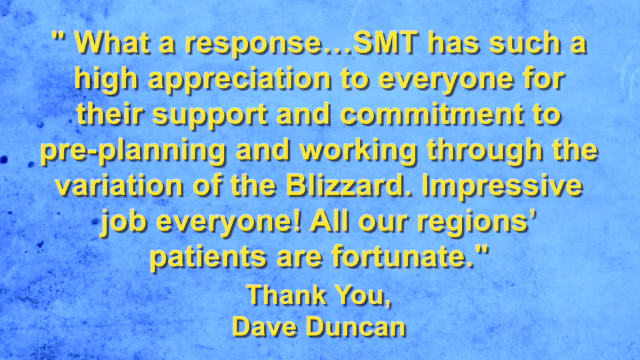 " What a response…SMT has such a
high appreciation to everyone for
their support and commitment to
pre-planning and working through the
variation of the Blizzard. Impressive
job everyone! All our regions’
patients are fortunate."
Thank You,
Dave Duncan